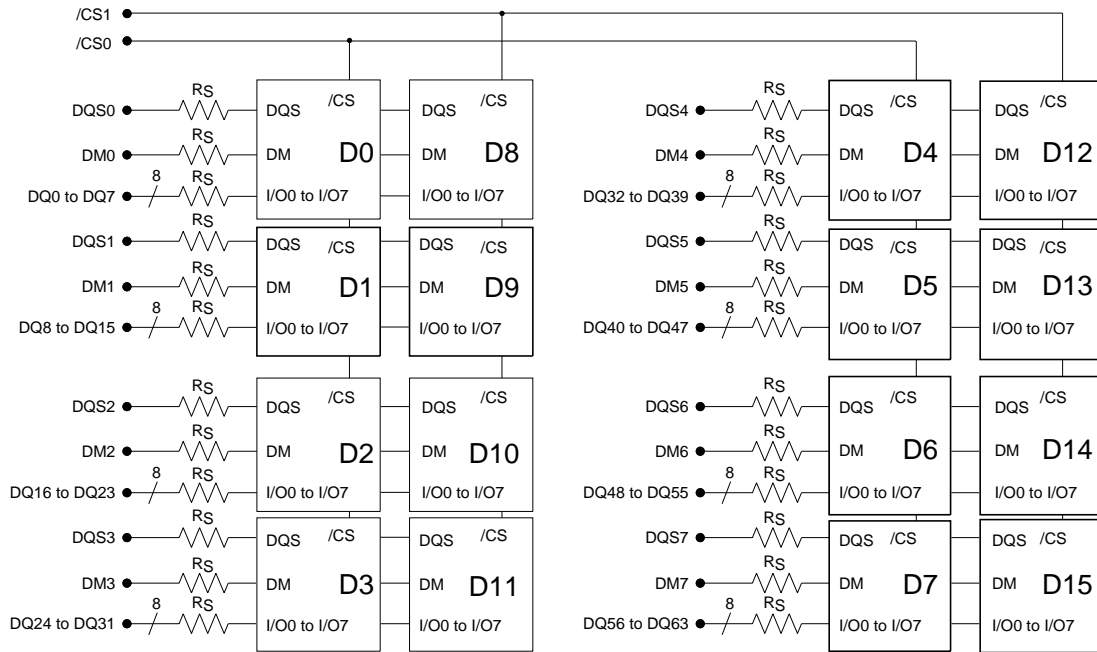 /CS1
/CS0
RS
DQS0
DQS /CS
DQS /CS
RS
DQS4
DQS /CS
DQS /CS
RS
DM0
DM D0
DM D8
RS
DM4
DM D4
DM D12
8 RS
DQ0 to DQ7
I/O0 to I/O7
I/O0 to I/O7
8 RS
DQ32 to DQ39
I/O0 to I/O7
I/O0 to I/O7
RS
DQS1
DQS /CS
DQS /CS
RS
DQS5
DQS /CS
DQS /CS
RS
DM1
DM D1
DM D9
RS
DM5
DM D5
DM D13
8 RS
DQ8 to DQ15
I/O0 to I/O7
I/O0 to I/O7
8 RS
DQ40 to DQ47
I/O0 to I/O7
I/O0 to I/O7
RS
DQS2
DQS /CS
DQS /CS
RS
DQS6
DQS /CS
DQS /CS
RS
DM2
DM D2
DM D10
RS
DM6
DM D6
DM D14
8 RS
DQ16 to DQ23
I/O0 to I/O7
I/O0 to I/O7
8 RS
DQ48 to DQ55
I/O0 to I/O7
I/O0 to I/O7
RS
DQS3
DQS /CS
DQS /CS
RS
DQS7
DQS /CS
DQS /CS
RS
DM3
DM D3
DM D11
RS
DM7
DM D7
DM D15
8 RS
DQ24 to DQ31
I/O0 to I/O7
I/O0 to I/O7
8 RS
DQ56 to DQ63
I/O0 to I/O7
I/O0 to I/O7